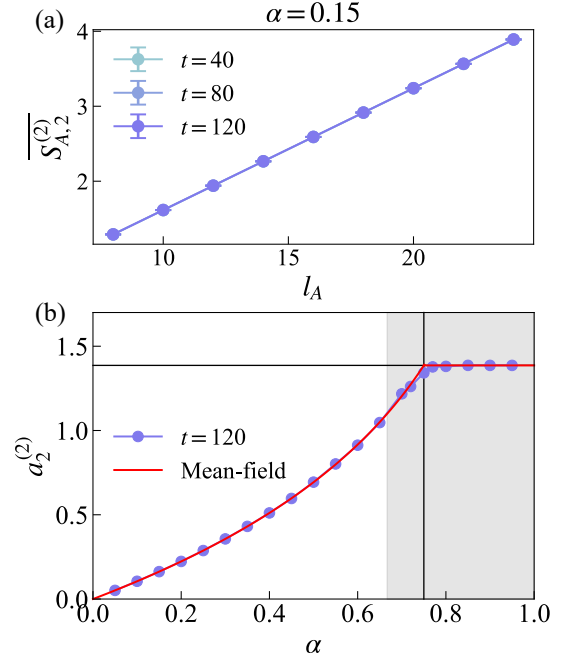 α = 0.15
(a)
4
3
2
t = 40
t = 80
t = 120
S_{A,2}^{(2)}
10 15 20
l_A
(b)
1.5
1.0
0.5
0.0
t = 120
Mean-field
a_2^{(2)}
0.0 0.2 0.4 0.6 0.8 1.0
α